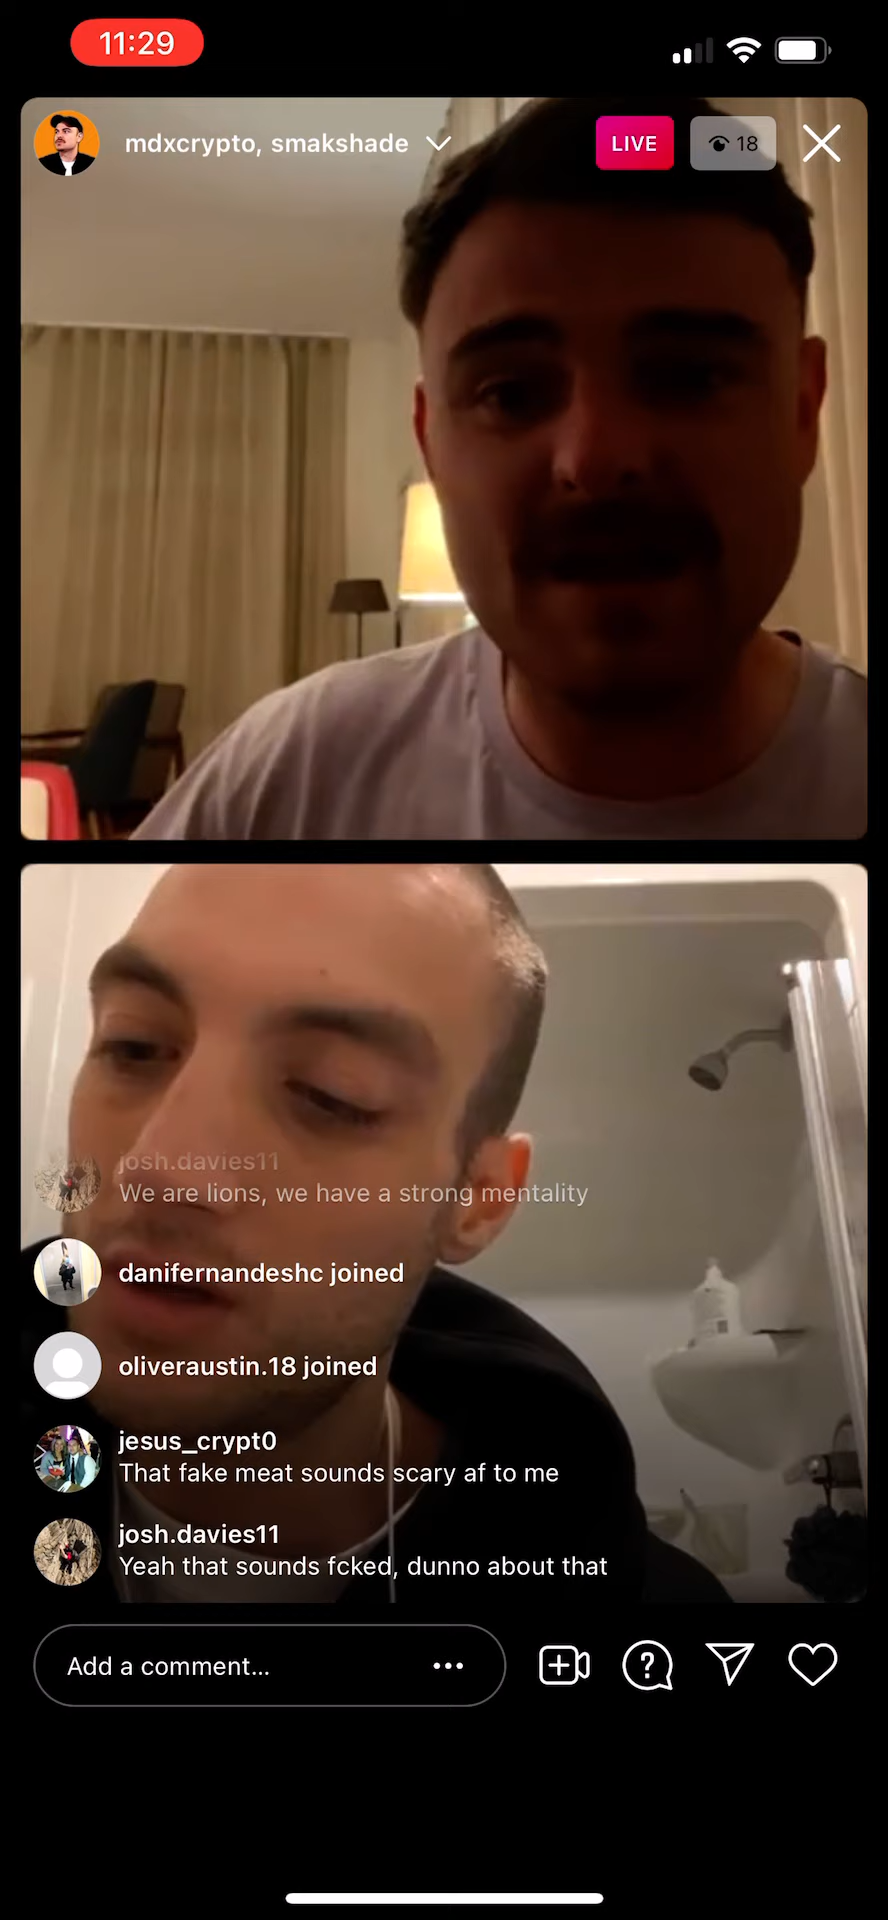 11:29
mdxcrypto, smakshade
LIVE
18
josh.davies11
We are lions, we have a strong mentality
danifernandeshc joined
oliveraustin.18 joined
jesus_crypt0
That fake meat sounds scary af to me
josh.davies11
Yeah that sounds fcked, dunno about that
Add a comment...